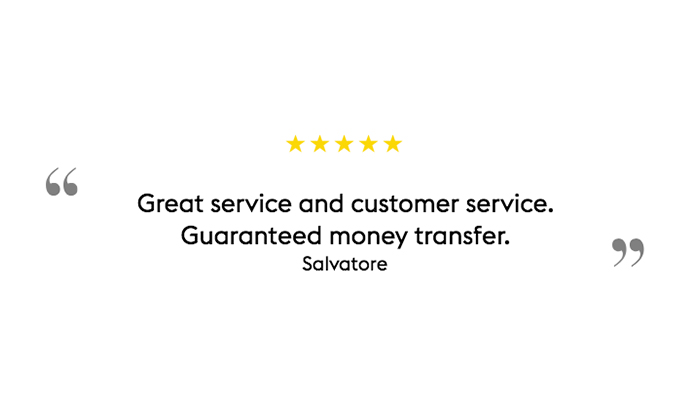 “
Great service and customer service.
Guaranteed money transfer.
Salvatore
”